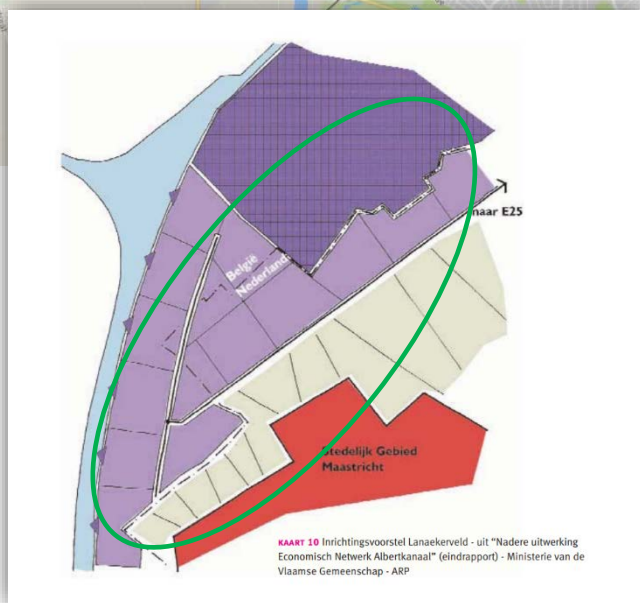 naar E25
België
Nederland
Stedelijk Gebied
Maastricht
KAART 10 Inrichtingsvoorstel Lanaekerveld - uit "Nadere uitwerking
Economisch Netwerk Albertkanaal" (eindrapport) - Ministerie van de
Vlaamse Gemeenschap - ARP